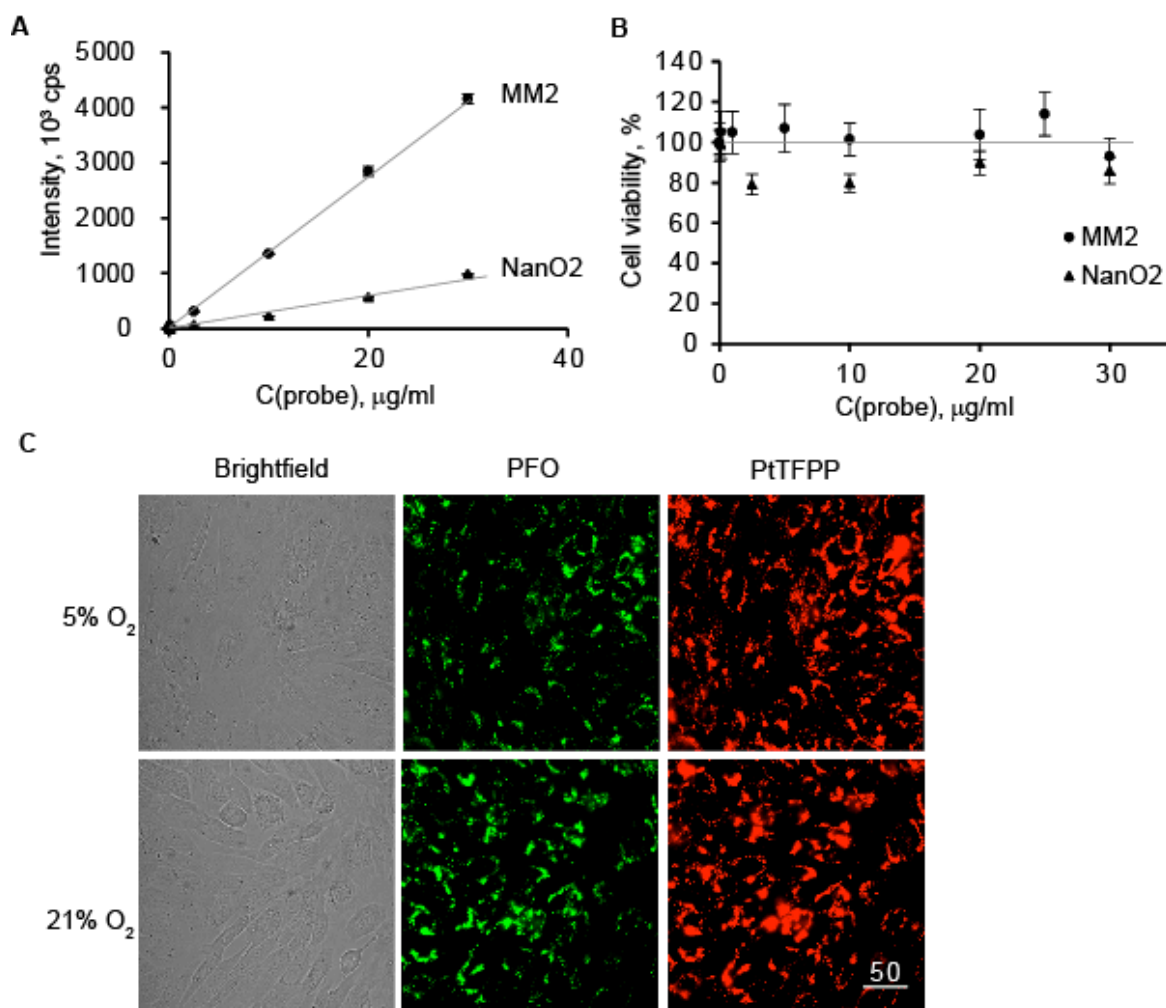 A
5000
4000
3000
2000
1000
0
Intensity, 10³ cps
MM2
NanO2
0
20
40
C(probe), μg/ml
B
140
120
100
80
60
40
20
0
Cell viability, %
MM2
NanO2
0
10
20
30
C(probe), μg/ml
C
Brightfield
PFO
PtTFPP
5% O₂
21% O₂
50